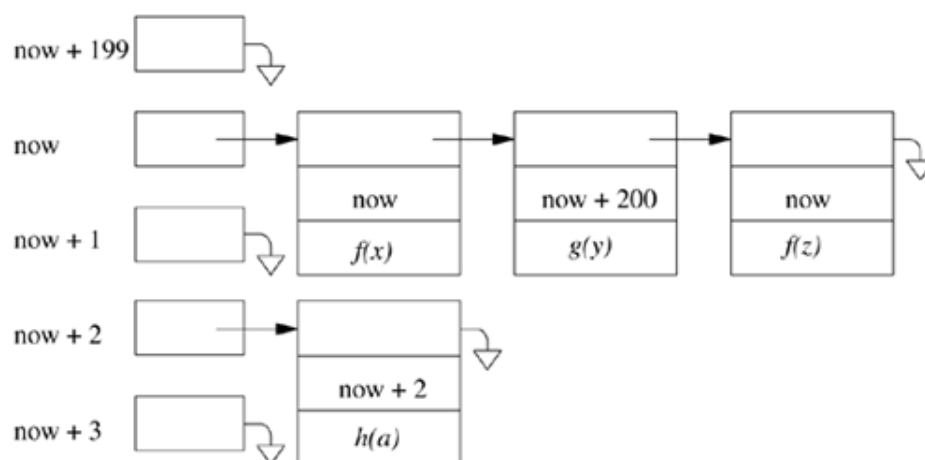 now + 199
now
now
now + 200
now
now + 1
f(x)
g(y)
f(z)
now + 2
now + 2
now + 3
h(a)